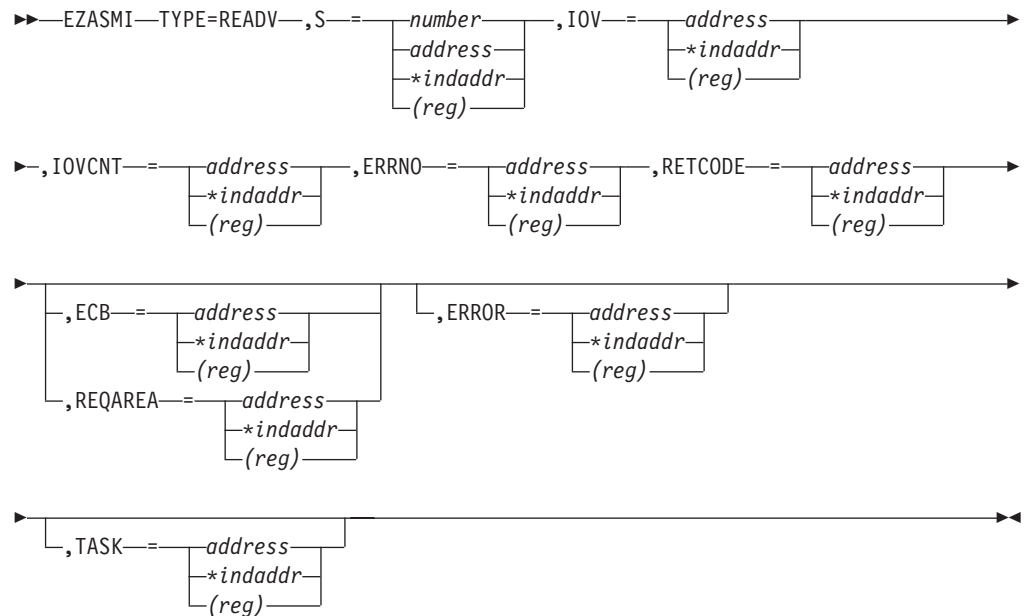 EZASMI TYPE=READV ,S = number ,IOV = address
address *indaddr
*indaddr (reg)
(reg)
,IOVCNT = address ,ERRNO = address ,RETCODE = address
*indaddr *indaddr *indaddr
(reg) (reg) (reg)
,ECB = address ,ERROR = address
*indaddr *indaddr
(reg) (reg)
,REQAREA = address
*indaddr
(reg)
,TASK = address
*indaddr
(reg)